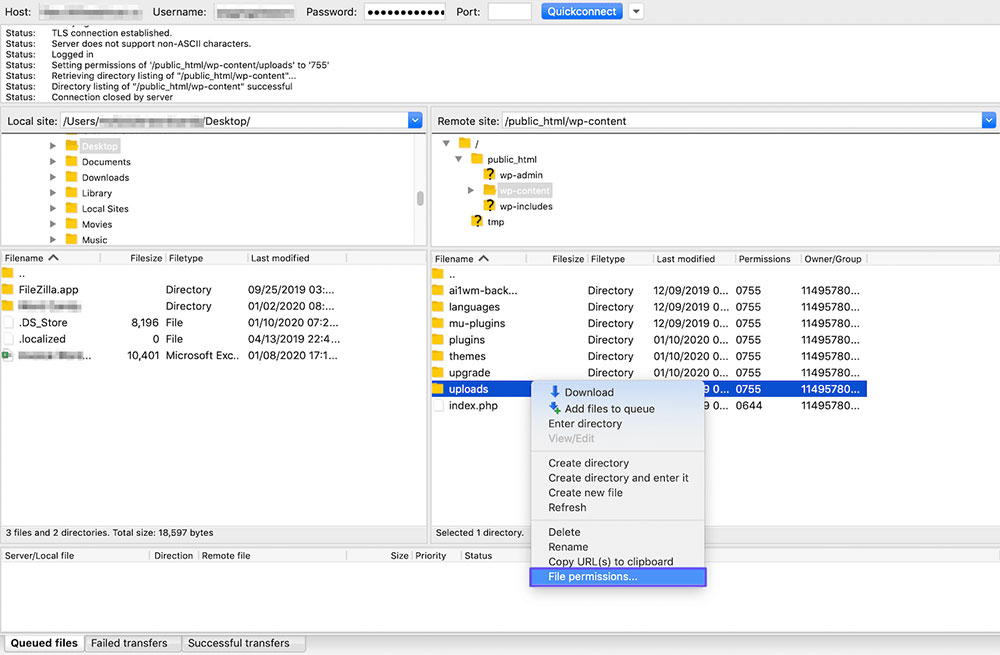 Host: Username: Password: ●●●●●●●●●●●● Port: Quickconnect
Status: TLS connection established.
Status: Server does not support non-ASCII characters.
Status: Logged in
Status: Setting permissions of '/public_html/wp-content/uploads' to '755'
Status: Retrieving directory listing of "/public_html/wp-content"...
Status: Directory listing of "/public_html/wp-content" successful
Status: Connection closed by server
Local site: /Users/ /Desktop/
Desktop
Documents
Downloads
Library
Local Sites
Movies
Music
Remote site: /public_html/wp-content
/
public_html
? wp-admin
wp-content
? wp-includes
? tmp
Filename Filesize Filetype Last modified
..
FileZilla.app Directory 09/25/2019 03:...
Directory 01/02/2020 08:...
.DS_Store 8,196 File 01/10/2020 07:2...
.localized 0 File 04/13/2019 22:4...
... 10,401 Microsoft Exc.. 01/08/2020 17:1...
3 files and 2 directories. Total size: 18,597 bytes
Filename Filesize Filetype Last modified Permissions Owner/Group
..
ai1wm-back... Directory 12/09/2019 0... 0755 11495780...
languages Directory 12/09/2019 0... 0755 11495780...
mu-plugins Directory 12/09/2019 0... 0755 11495780...
plugins Directory 01/10/2020 0... 0755 11495780...
themes Directory 01/10/2020 0... 0755 11495780...
upgrade Directory 01/10/2020 0... 0755 11495780...
uploads 9 0... 0755 11495780...
index.php 9 0... 0644 11495780...
Selected 1 directory.
Download
Add files to queue
Enter directory
View/Edit
Create directory
Create directory and enter it
Create new file
Refresh
Delete
Rename
Copy URL(s) to clipboard
File permissions...
Server/Local file Direction Remote file Size Priority Status
Queued files Failed transfers Successful transfers